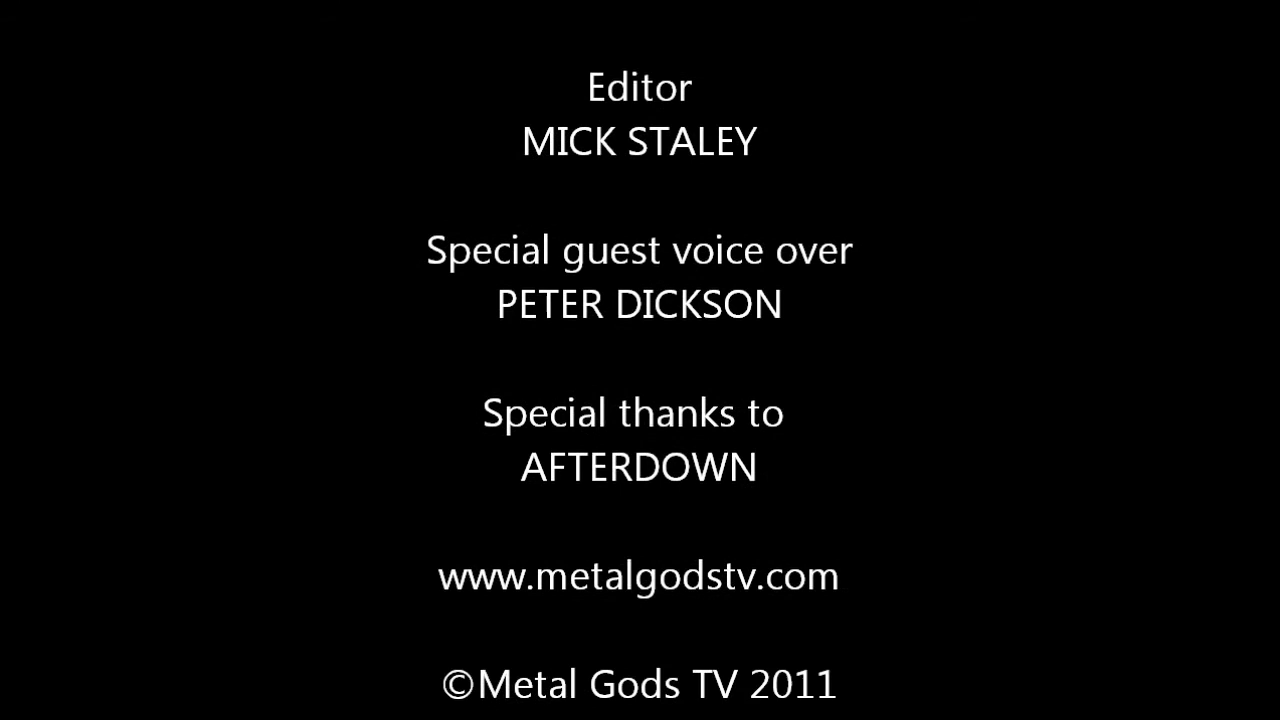 Editor
MICK STALEY
Special guest voice over
PETER DICKSON
Special thanks to
AFTERDOWN
www.metalgodstv.com
©Metal Gods TV 2011